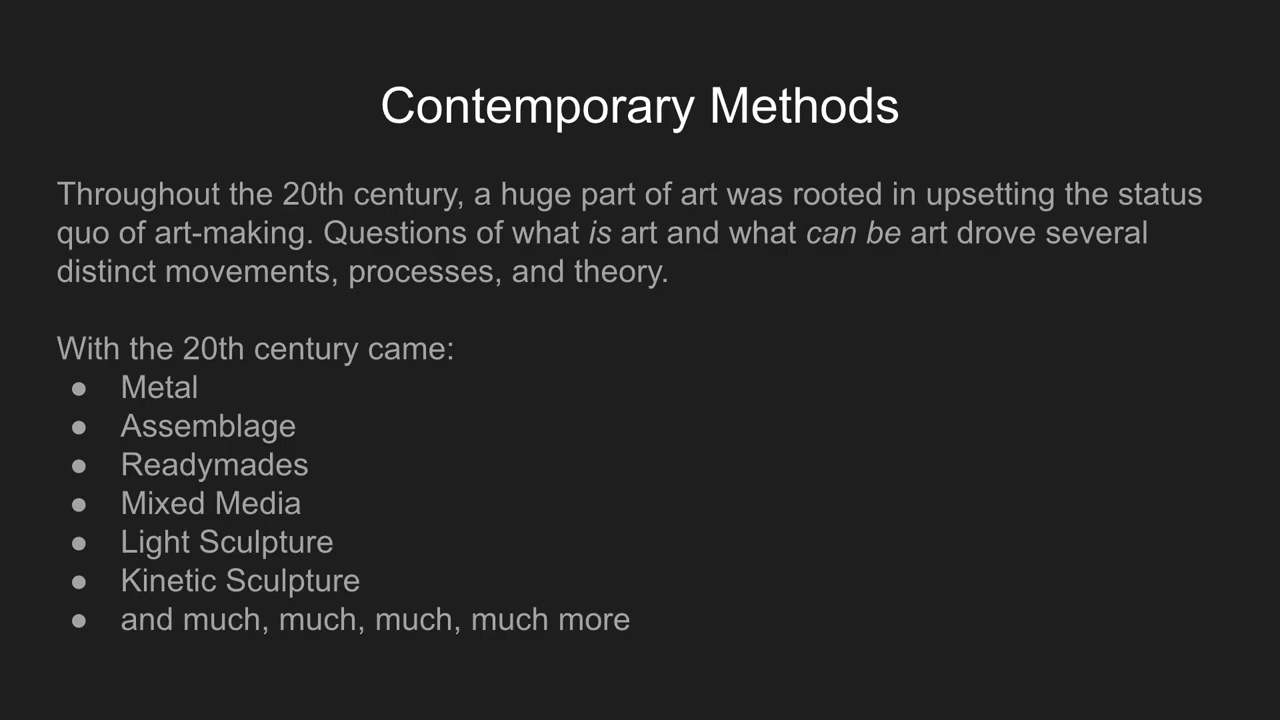 Contemporary Methods
Throughout the 20th century, a huge part of art was rooted in upsetting the status
quo of art-making. Questions of what is art and what can be art drove several
distinct movements, processes, and theory.
With the 20th century came:
● Metal
● Assemblage
● Readymades
● Mixed Media
● Light Sculpture
● Kinetic Sculpture
● and much, much, much, much more